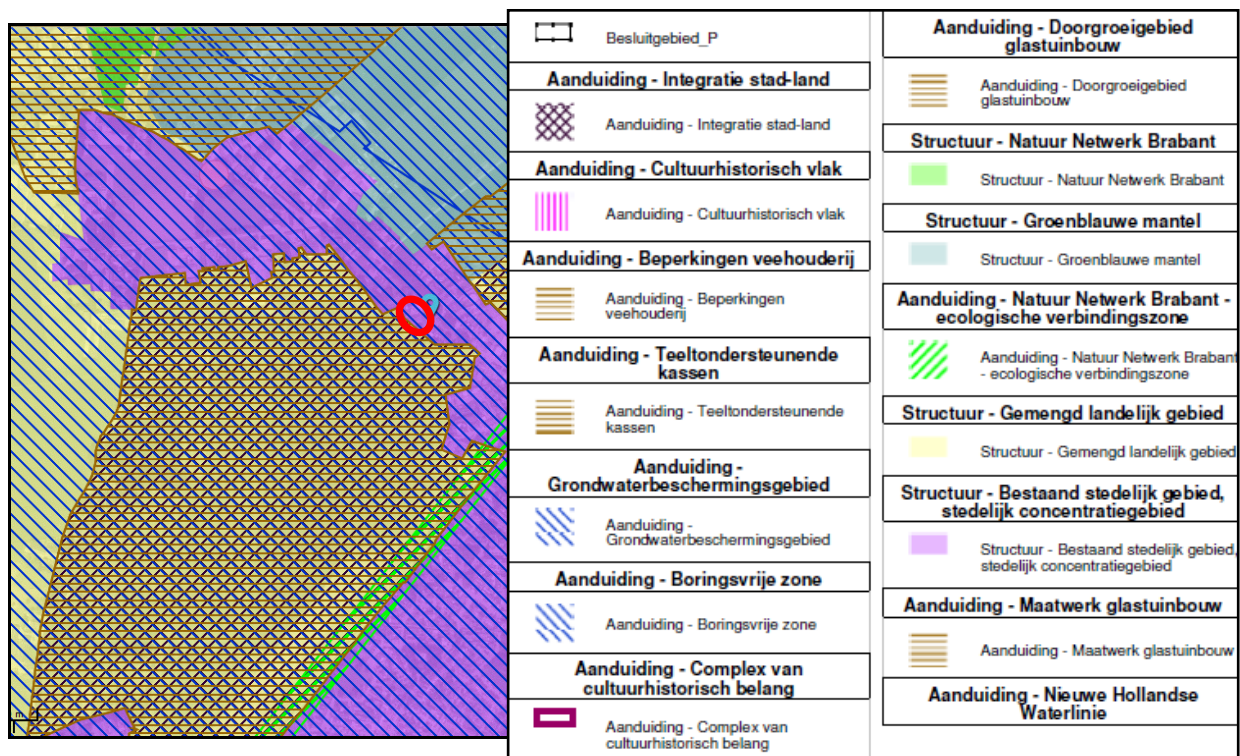 m
Besluitgebied_P
Aanduiding - Integratie stad-land
Aanduiding - Integratie stad-land
Aanduiding - Cultuurhistorisch vlak
Aanduiding - Cultuurhistorisch vlak
Aanduiding - Beperkingen veehouderij
Aanduiding - Beperkingen
veehouderij
Aanduiding - Teeltondersteunende
kassen
Aanduiding - Teeltondersteunende
kassen
Aanduiding -
Grondwaterbeschermingsgebied
Aanduiding -
Grondwaterbeschermingsgebied
Aanduiding - Boringsvrije zone
Aanduiding - Boringsvrije zone
Aanduiding - Complex van
cultuurhistorisch belang
Aanduiding - Complex van
cultuurhistorisch belang
Aanduiding - Doorgroeigebied
glastuinbouw
Aanduiding - Doorgroeigebied
glastuinbouw
Structuur - Natuur Netwerk Brabant
Structuur - Natuur Netwerk Brabant
Structuur - Groenblauwe mantel
Structuur - Groenblauwe mantel
Aanduiding - Natuur Netwerk Brabant -
ecologische verbindingszone
Aanduiding - Natuur Netwerk Brabant
- ecologische verbindingszone
Structuur - Gemengd landelijk gebied
Structuur - Gemengd landelijk gebied
Structuur - Bestaand stedelijk gebied,
stedelijk concentratiegebied
Structuur - Bestaand stedelijk gebied,
stedelijk concentratiegebied
Aanduiding - Maatwerk glastuinbouw
Aanduiding - Maatwerk glastuinbouw
Aanduiding - Nieuwe Hollandse
Waterlinie